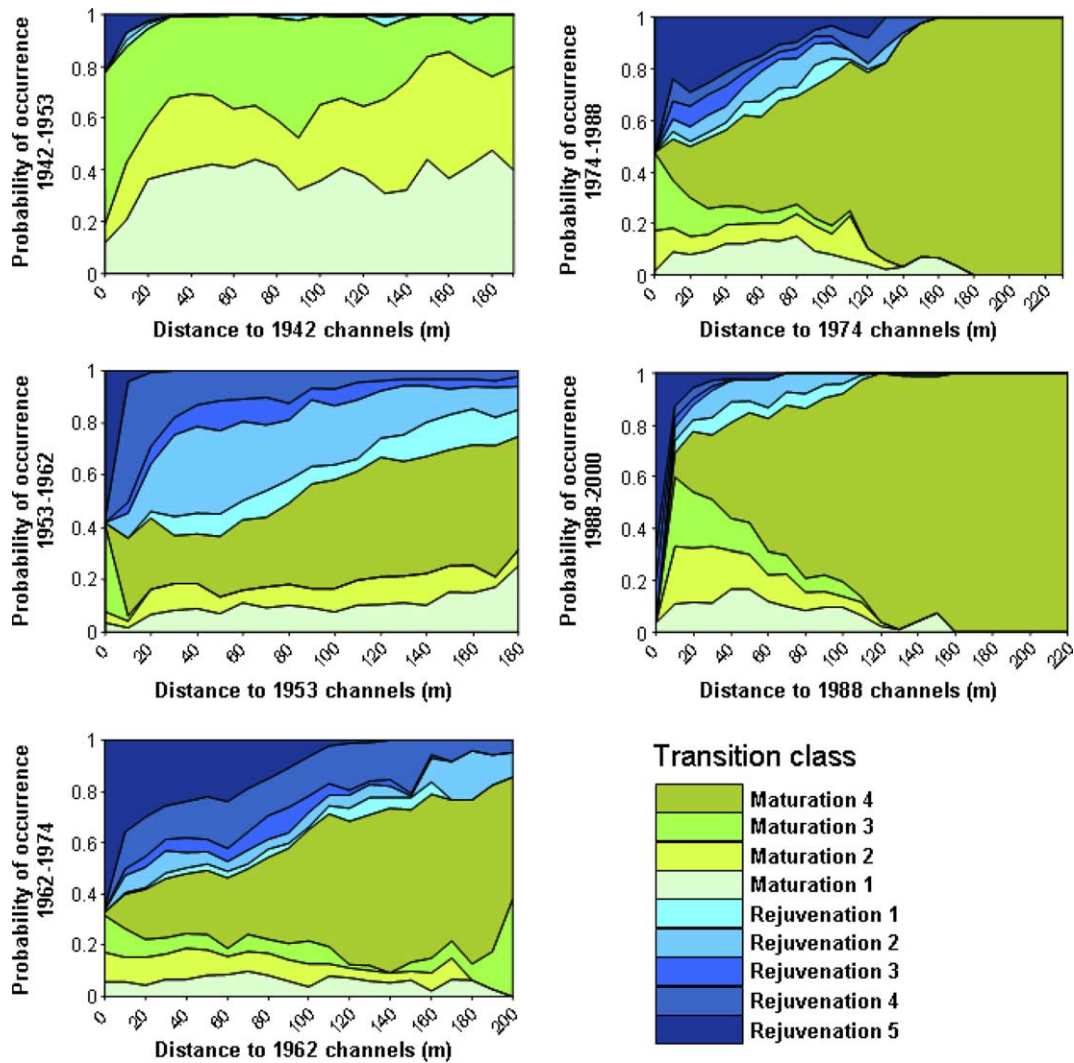 Probability of occurrence
1942-1953
1
0.8
0.6
0.4
0.2
0
0 20 40 60 80 100 120 140 160 180
Distance to 1942 channels (m)
Probability of occurrence
1974-1988
1
0.8
0.6
0.4
0.2
0
0 20 40 60 80 100 120 140 160 180 200 220
Distance to 1974 channels (m)
Probability of occurrence
1953-1962
1
0.8
0.6
0.4
0.2
0
0 20 40 60 80 100 120 140 160 180
Distance to 1953 channels (m)
Probability of occurrence
1988-2000
1
0.8
0.6
0.4
0.2
0
0 20 40 60 80 100 120 140 160 180 200 220
Distance to 1988 channels (m)
Probability of occurrence
1962-1974
1
0.8
0.6
0.4
0.2
0
0 20 40 60 80 100 120 140 160 180 200
Distance to 1962 channels (m)
Transition class
Maturation 4
Maturation 3
Maturation 2
Maturation 1
Rejuvenation 1
Rejuvenation 2
Rejuvenation 3
Rejuvenation 4
Rejuvenation 5